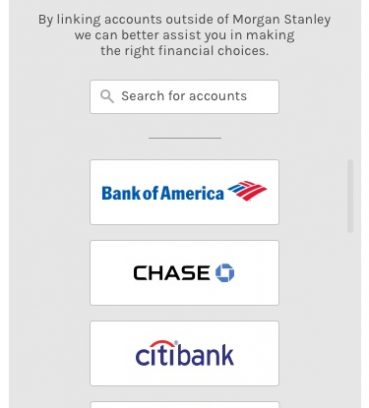 By linking accounts outside of Morgan Stanley
we can better assist you in making
the right financial choices.
Search for accounts
Bank of America
CHASE
citibank